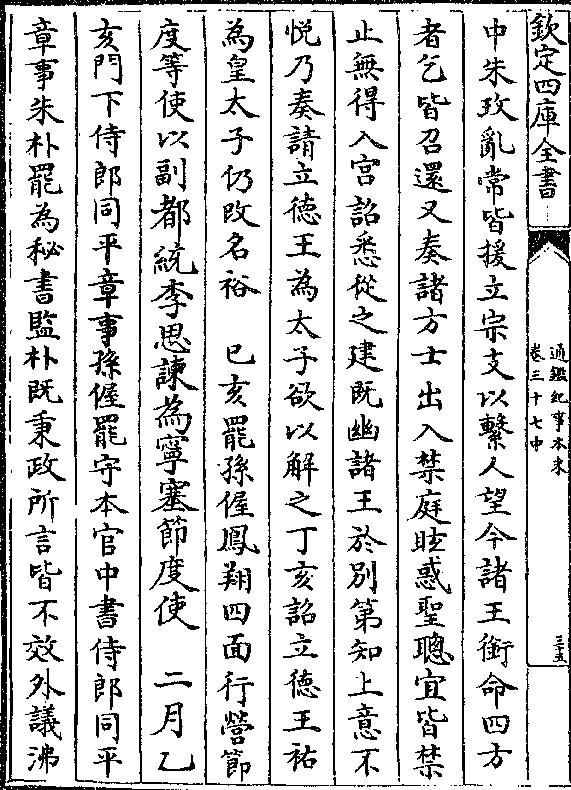 欽定四庫全書
通鑑紀事本末
卷三十七中
三十五
中朱玫亂常皆援立宗支以繫人望今諸王銜命四方
者乞皆召還又奏諸方士出入禁庭眩惑聖聰宜皆禁
止無得入宮詔悉從之建既幽諸王於別第知上意不
悅乃奏請立德王為太子欲以解之丁亥詔立德王祐
為皇太子仍改名裕　已亥罷孫偓鳳翔四面行營節
度等使以副都統李思諫為寧塞節度使　二月乙
亥門下侍郎同平章事孫偓罷守本官中書侍郎同平
章事朱朴罷為秘書監朴既秉政所言皆不效外議沸